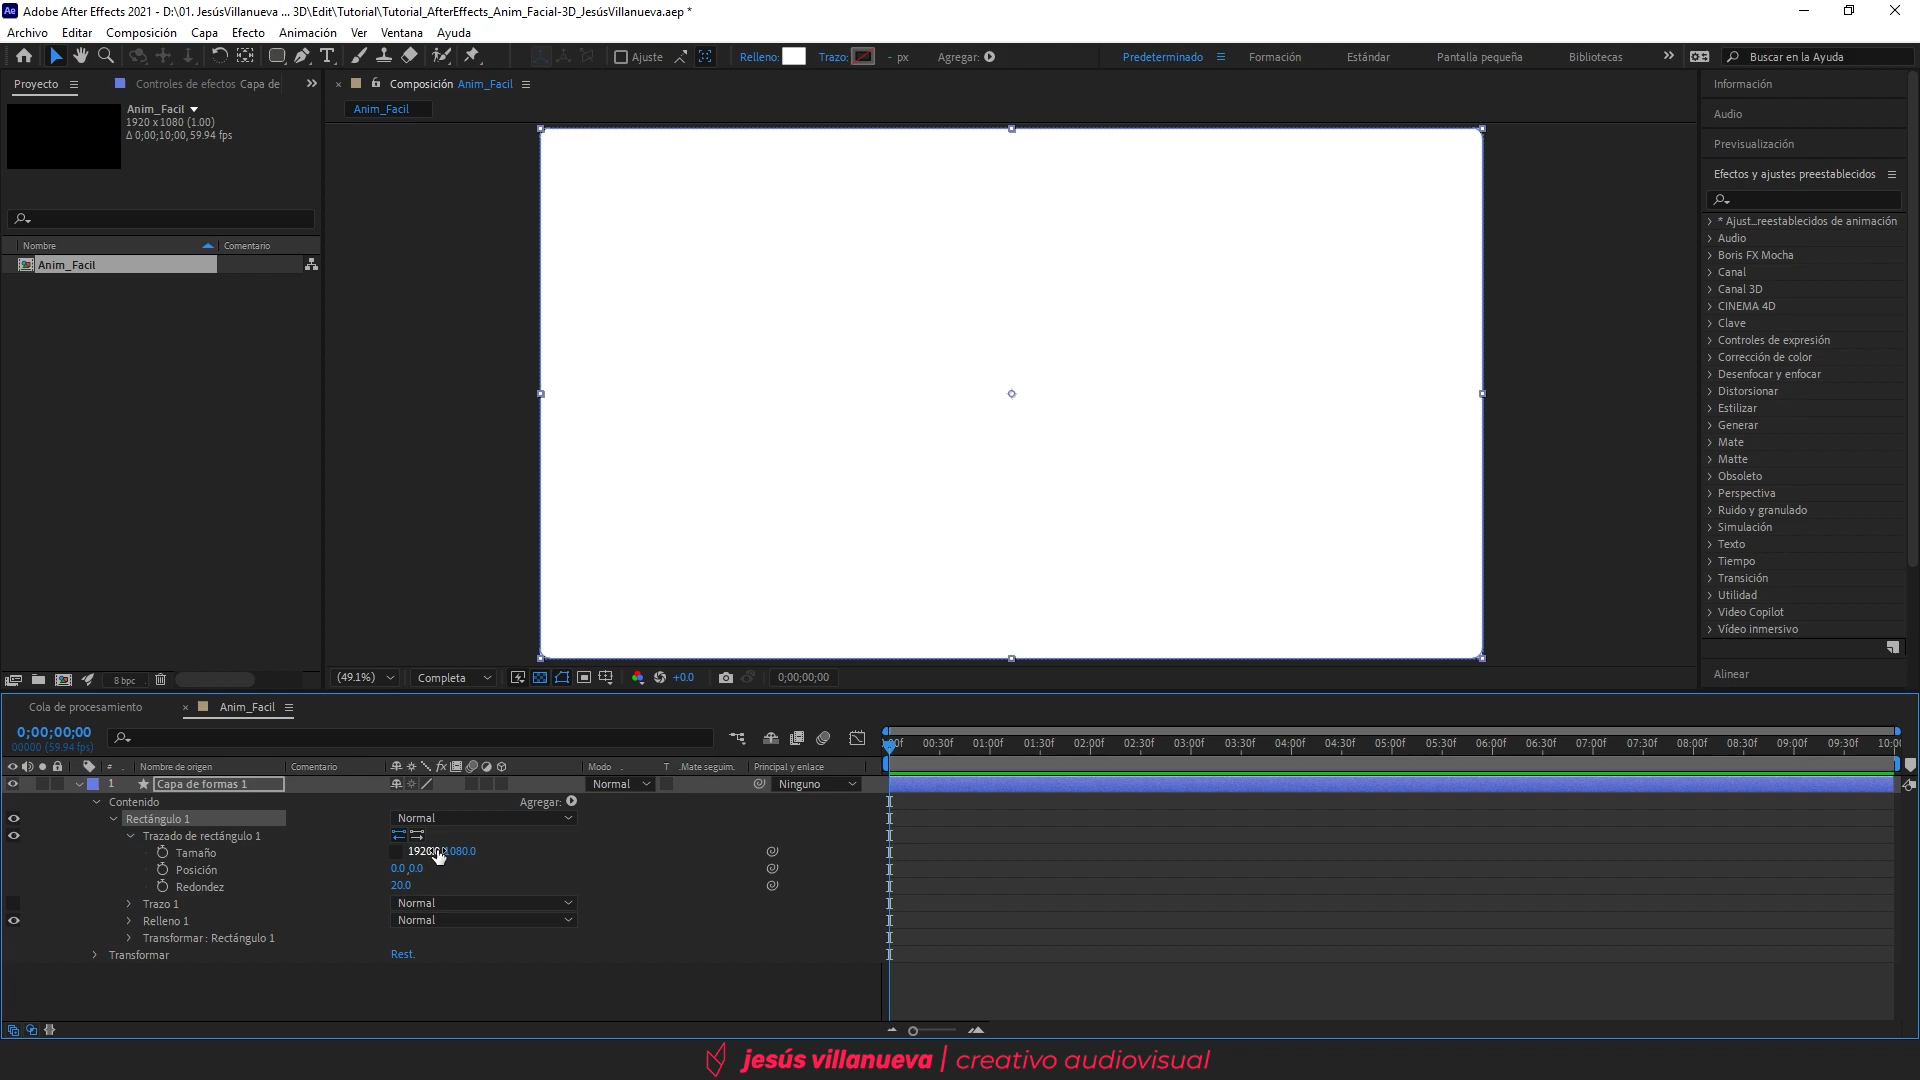 Adobe After Effects 2021 - D:\01. JesúsVillanueva ... 3D\Edit\Tutorial\Tutorial_AfterEffects_Anim_Facial-3D_JesúsVillanueva.aep *
Archivo Editar Composición Capa Efecto Animación Ver Ventana Ayuda
Ajuste Relleno: Trazo: - px Agregar: Predeterminado Formación Estándar Pantalla pequeña Bibliotecas Buscar en la Ayuda
Proyecto Controles de efectos Capa de
Composición Anim_Facil
Anim_Facil
Anim_Facil
1920 x 1080 (1.00)
Δ 0;00;10;00, 59.94 fps
Nombre Comentario
Anim_Facil
8 bpc
(49.1%) Completa +0.0 0;00;00;00
Información
Audio
Previsualización
Efectos y ajustes preestablecidos
* Ajust...reestablecidos de animación
Audio
Boris FX Mocha
Canal
Canal 3D
CINEMA 4D
Clave
Controles de expresión
Corrección de color
Desenfocar y enfocar
Distorsionar
Estilizar
Generar
Mate
Matte
Obsoleto
Perspectiva
Ruido y granulado
Simulación
Texto
Tiempo
Transición
Utilidad
Video Copilot
Vídeo inmersivo
Alinear
Cola de procesamiento Anim_Facil
0;00;00;00
00000 (59.94 fps)
00:30f 01:00f 01:30f 02:00f 02:30f 03:00f 03:30f 04:00f 04:30f 05:00f 05:30f 06:00f 06:30f 07:00f 07:30f 08:00f 08:30f 09:00f 09:30f
# Nombre de origen Comentario Modo T .Mate seguim. Principal y enlace
1 Capa de formas 1 Normal Ninguno
Contenido Agregar:
Rectángulo 1 Normal
Trazado de rectángulo 1
Tamaño 1080.0
Posición 0.0,0.0
Redondez 20.0
Trazo 1 Normal
Relleno 1 Normal
Transformar : Rectángulo 1
Transformar Rest.
jesús villanueva | creativo audiovisual